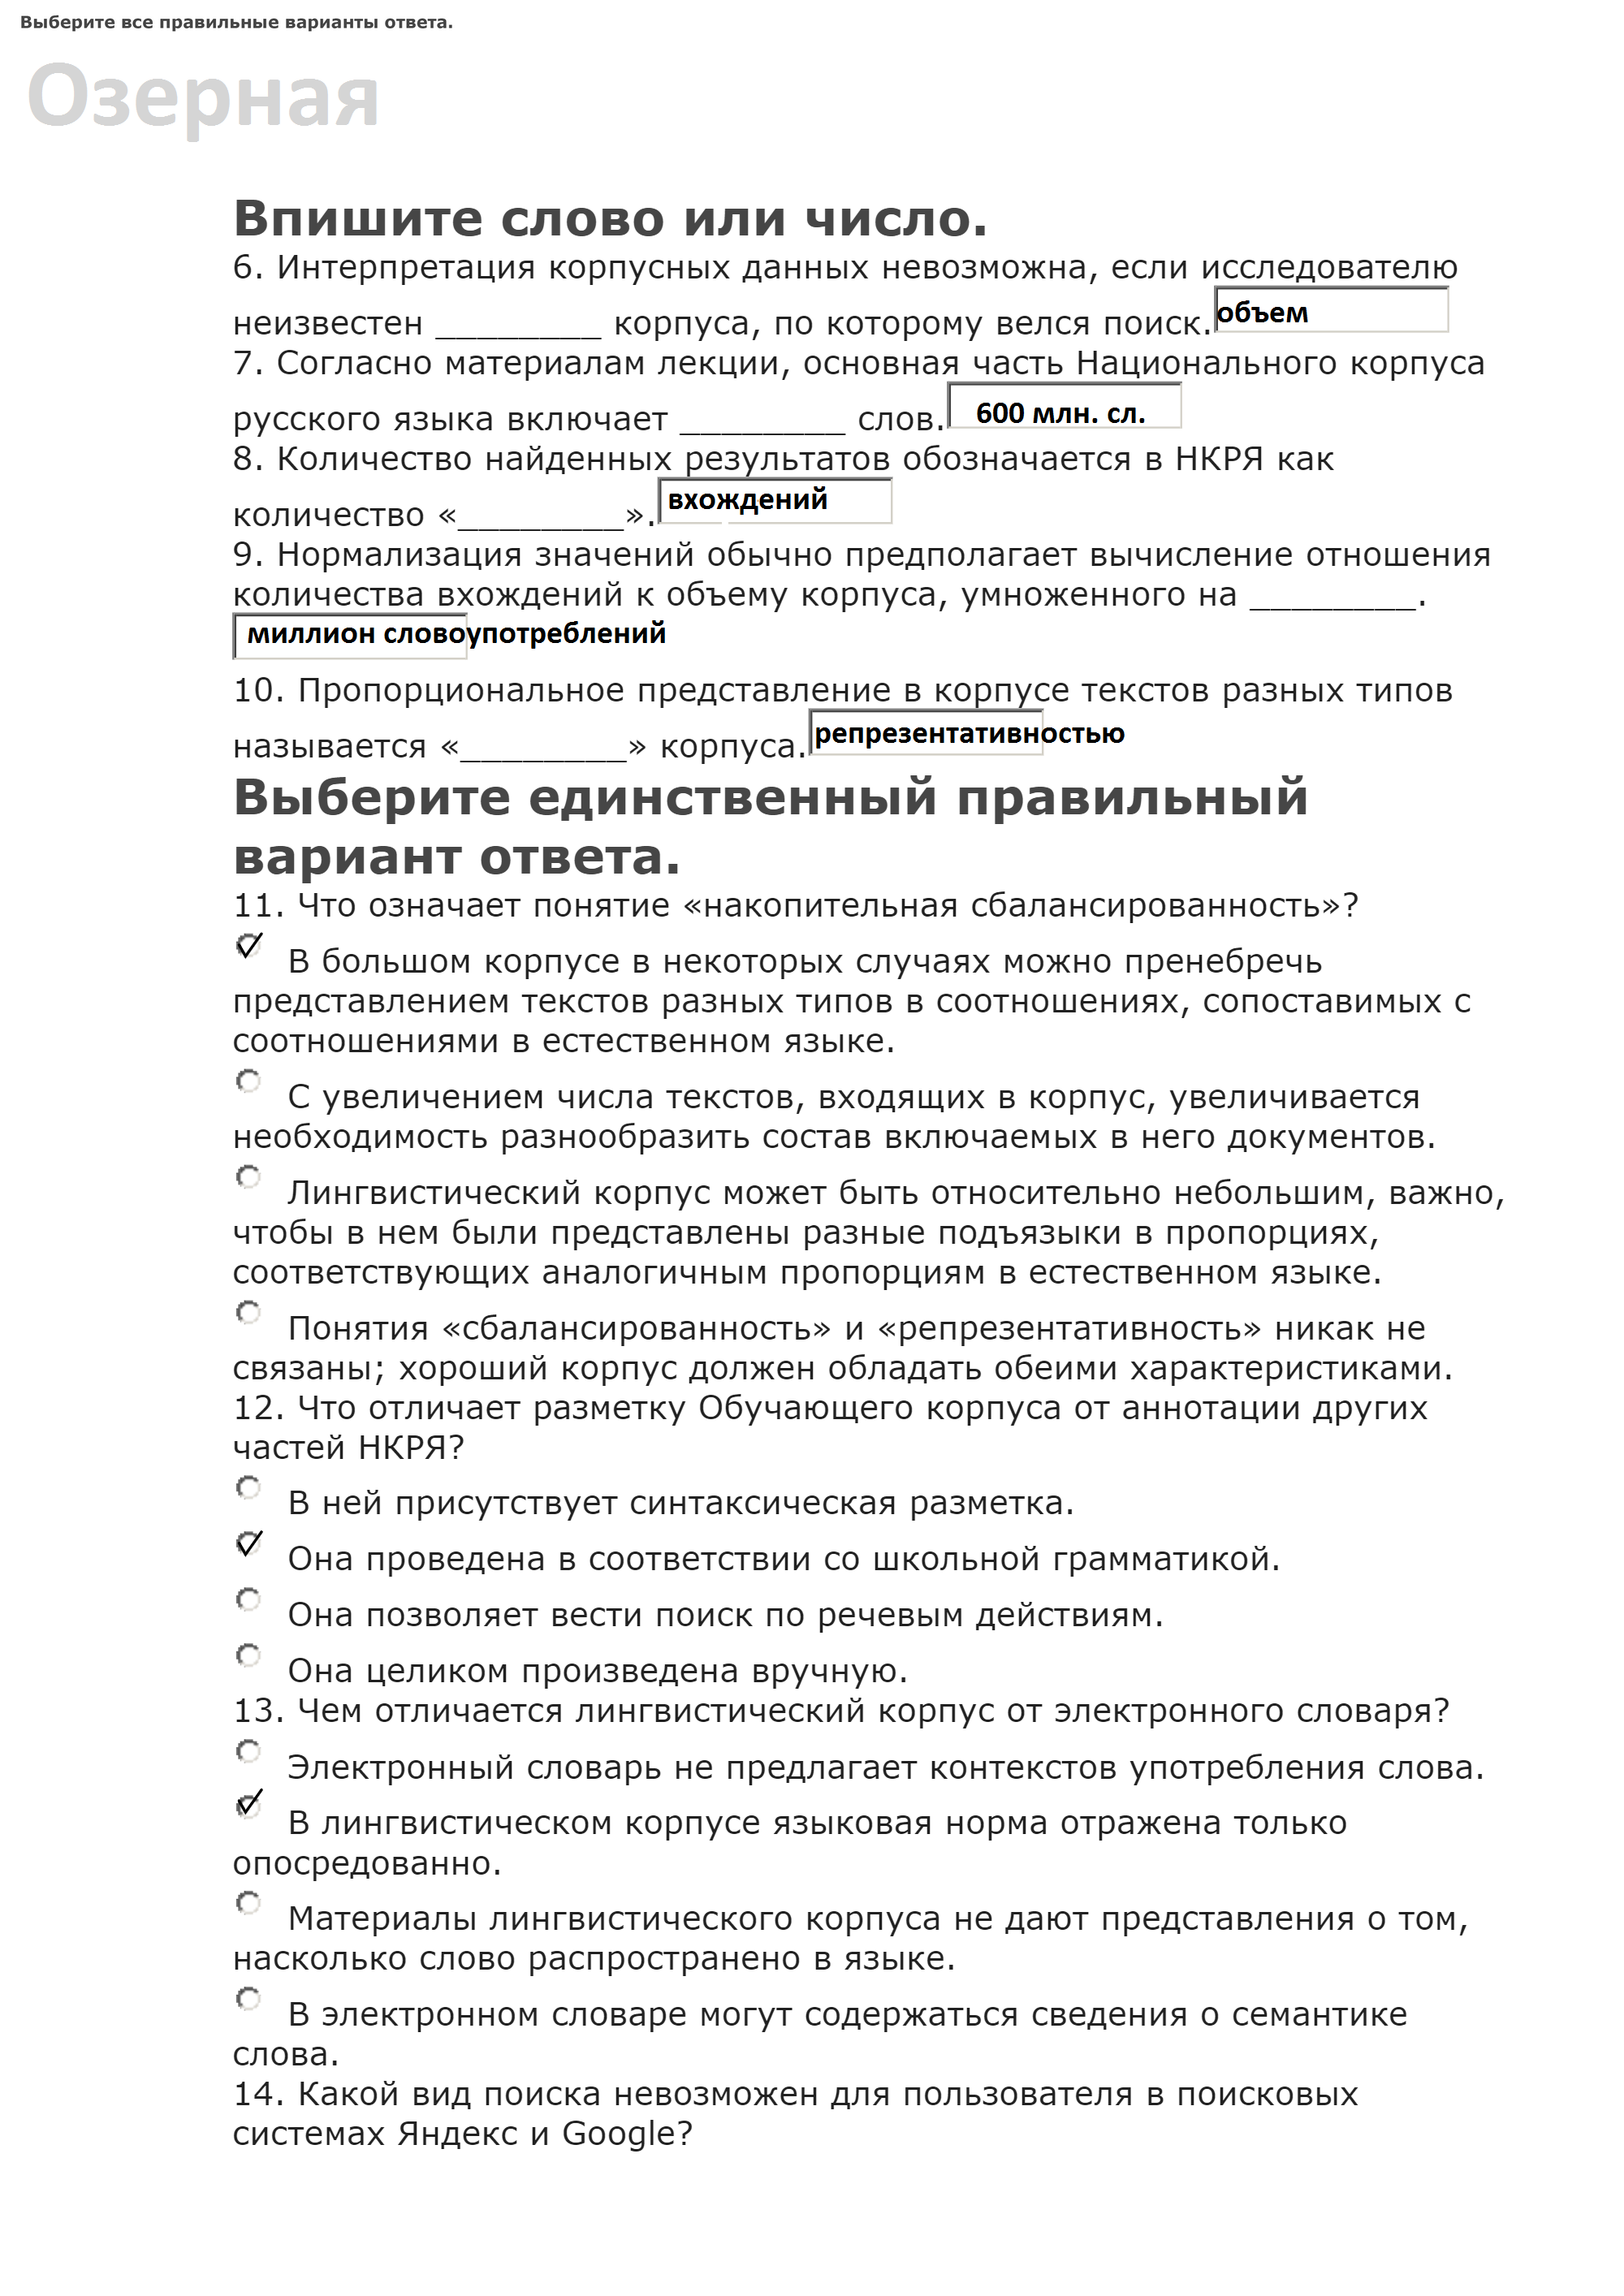 Выберите все правильные варианты ответа.
Озерная
Впишите слово или число.
6. Интерпретация корпусных данных невозможна, если исследователю
неизвестен ________ корпуса, по которому велся поиск. объем
7. Согласно материалам лекции, основная часть Национального корпуса
русского языка включает ________ слов. 600 млн. сл.
8. Количество найденных результатов обозначается в НКРЯ как
количество «________». вхождений
9. Нормализация значений обычно предполагает вычисление отношения
количества вхождений к объему корпуса, умноженного на ________.
миллион словоупотреблений
10. Пропорциональное представление в корпусе текстов разных типов
называется «________» корпуса. репрезентативностью
Выберите единственный правильный
вариант ответа.
11. Что означает понятие «накопительная сбалансированность»?
В большом корпусе в некоторых случаях можно пренебречь
представлением текстов разных типов в соотношениях, сопоставимых с
соотношениями в естественном языке.
С увеличением числа текстов, входящих в корпус, увеличивается
необходимость разнообразить состав включаемых в него документов.
Лингвистический корпус может быть относительно небольшим, важно,
чтобы в нем были представлены разные подъязыки в пропорциях,
соответствующих аналогичным пропорциям в естественном языке.
Понятия «сбалансированность» и «репрезентативность» никак не
связаны; хороший корпус должен обладать обеими характеристиками.
12. Что отличает разметку Обучающего корпуса от аннотации других
частей НКРЯ?
В ней присутствует синтаксическая разметка.
Она проведена в соответствии со школьной грамматикой.
Она позволяет вести поиск по речевым действиям.
Она целиком произведена вручную.
13. Чем отличается лингвистический корпус от электронного словаря?
Электронный словарь не предлагает контекстов употребления слова.
В лингвистическом корпусе языковая норма отражена только
опосредованно.
Материалы лингвистического корпуса не дают представления о том,
насколько слово распространено в языке.
В электронном словаре могут содержаться сведения о семантике
слова.
14. Какой вид поиска невозможен для пользователя в поисковых
системах Яндекс и Google?